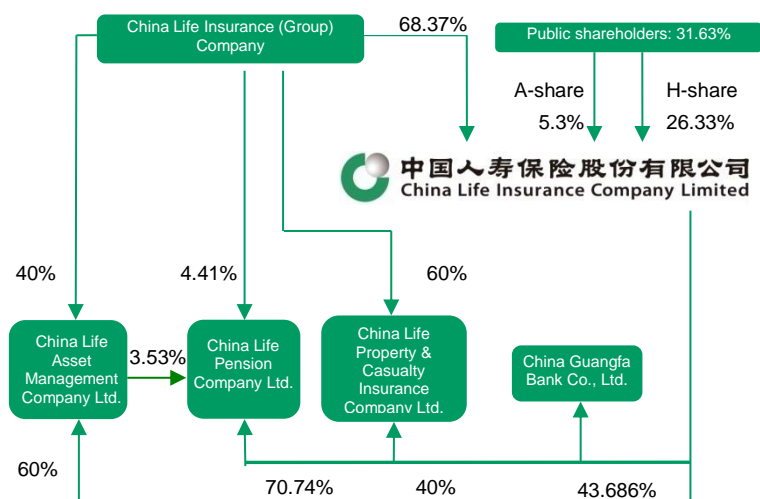 China Life Insurance (Group)
Company
68.37%
Public shareholders: 31.63%
A-share
5.3%
H-share
26.33%
中国人寿保险股份有限公司
China Life Insurance Company Limited
40%
4.41%
60%
China Life
Asset
Management
Company Ltd.
3.53%
China Life
Pension
Company Ltd.
China Life
Property &
Casualty
Insurance
Company Ltd.
China Guangfa
Bank Co., Ltd.
60%
70.74%
40%
43.686%